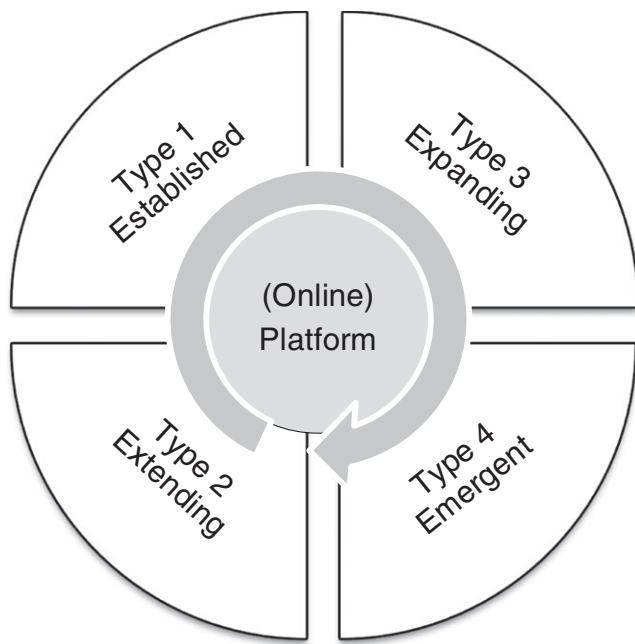 Type 1
Established
Type 3
Expanding
(Online)
Platform
Type 2
Extending
Type 4
Emergent